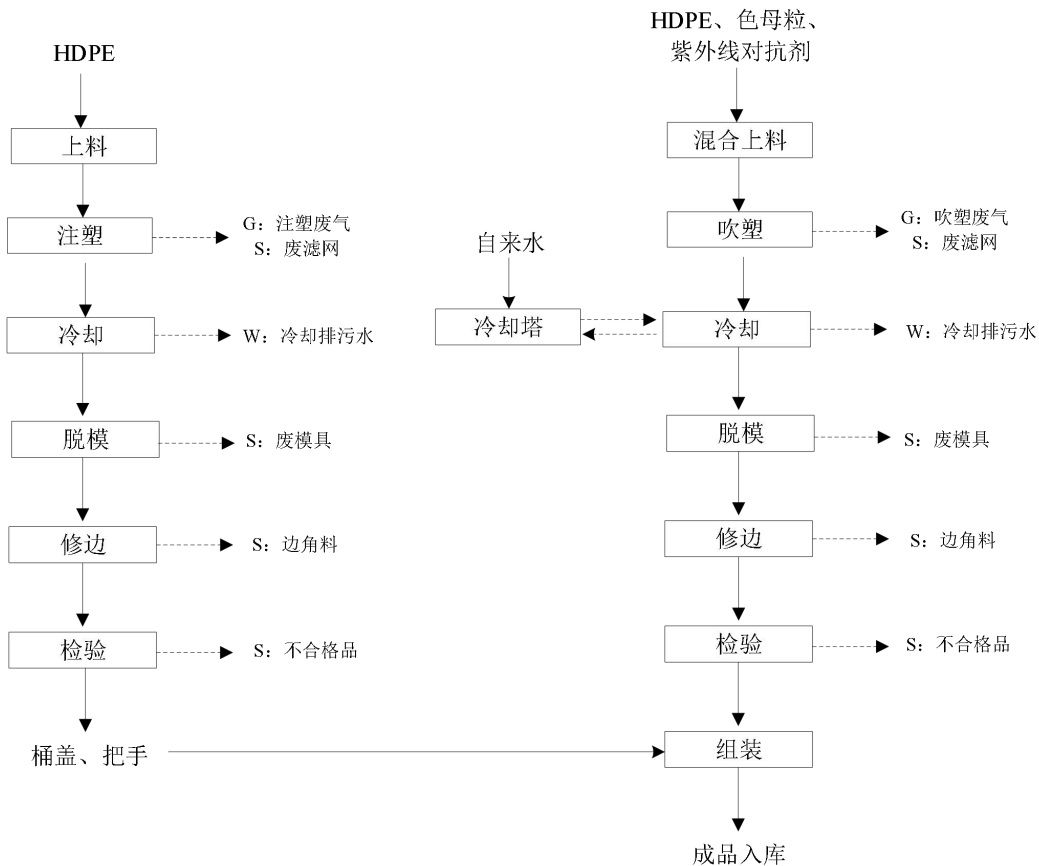 HDPE
上料
注塑
G：注塑废气
S：废滤网
冷却
W：冷却排污水
脱模
S：废模具
修边
S：边角料
检验
S：不合格品
桶盖、把手
HDPE、色母粒、
紫外线对抗剂
混合上料
吹塑
G：吹塑废气
S：废滤网
自来水
冷却塔
冷却
W：冷却排污水
脱模
S：废模具
修边
S：边角料
检验
S：不合格品
组装
成品入库